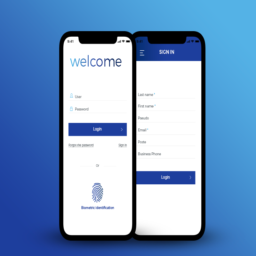 9:41
welcome
User
Password
Login
Forgot your password?
Sign in
or
Biometric identification
SIGN IN
Last name *
First name *
Pseudo
Email *
Profile
Business Phone
Login